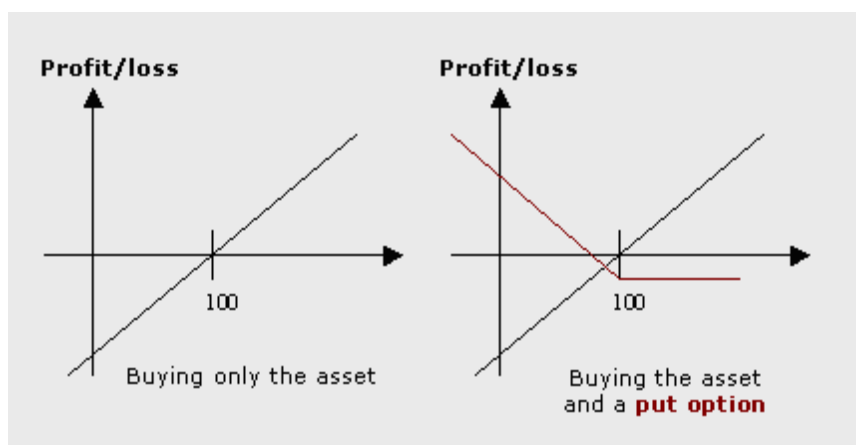 Profit/loss
100
Buying only the asset
Profit/loss
100
Buying the asset
and a put option